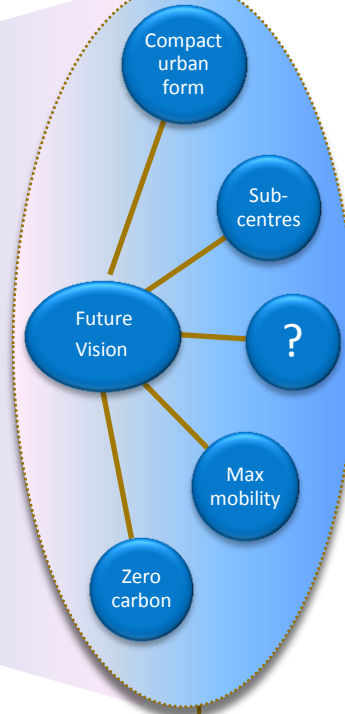 Compact
urban
form
Sub-
centres
Future
Vision
?
Max
mobility
Zero
carbon